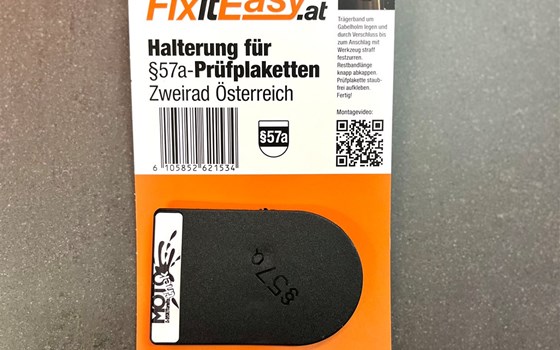 FixitEasy.at
Halterung für
§57a-Prüfplaketten
Zweirad Österreich
§57a
6 105852 621534
Trägerband um
Gabelholm legen und
durch Verschluss bis
zum Anschlag mit
Werkzeug straff
festzurren.
Restbandlänge
knapp abkappen.
Prüfplakette staub-
frei aufkleben.
Fertig!
Montagevideo:
MOTO
§57a